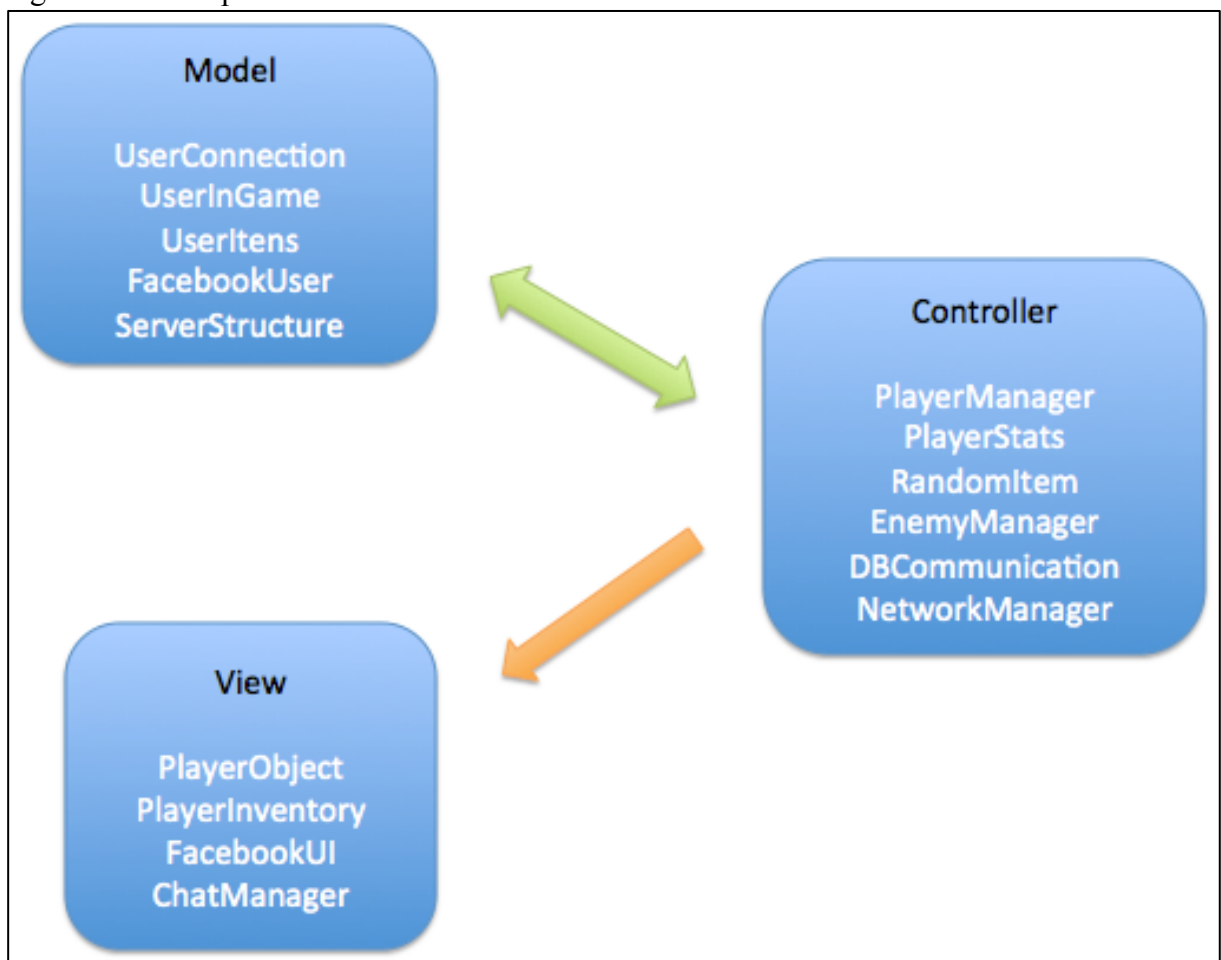 Model
UserConnection
UserInGame
UserItens
FacebookUser
ServerStructure
Controller
PlayerManager
PlayerStats
RandomItem
EnemyManager
DBCommunication
NetworkManager
View
PlayerObject
PlayerInventory
FacebookUI
ChatManager